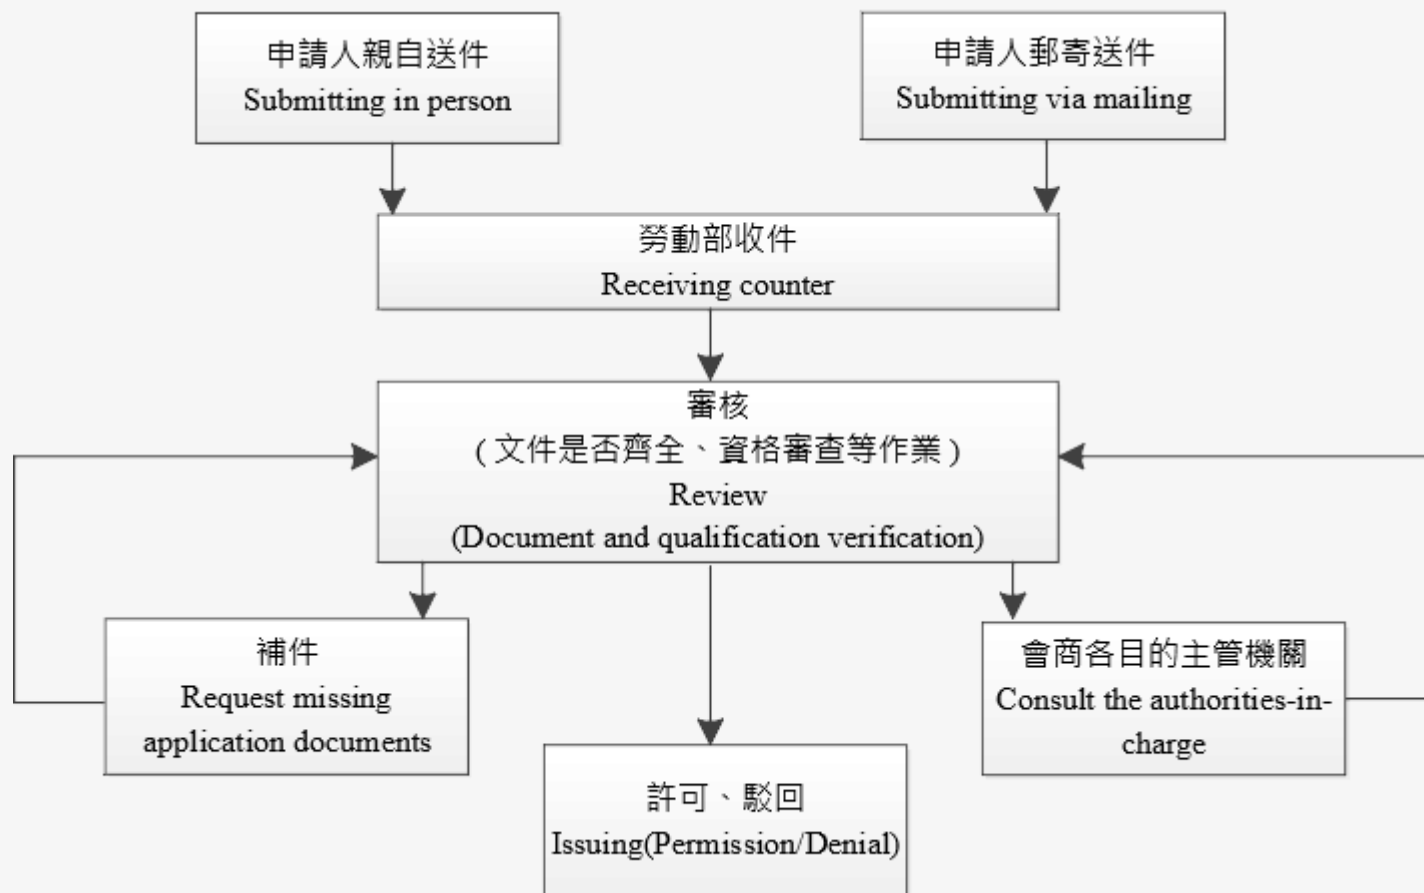 申請人親自送件
Submitting in person
申請人郵寄送件
Submitting via mailing
勞動部收件
Receiving counter
審核
(文件是否齊全、資格審查等作業)
Review
(Document and qualification verification)
補件
Request missing
application documents
會商各目的主管機關
Consult the authorities-in-
charge
許可、駁回
Issuing(Permission/Denial)